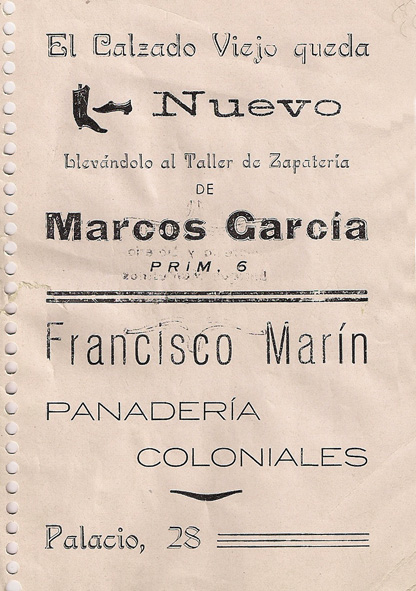 El Calzado Viejo queda
Nuevo
Llevándolo al Taller de Zapatería
DE
Marcos García
PRIM, 6
Francisco Marín
PANADERÍA
COLONIALES
Palacio, 28